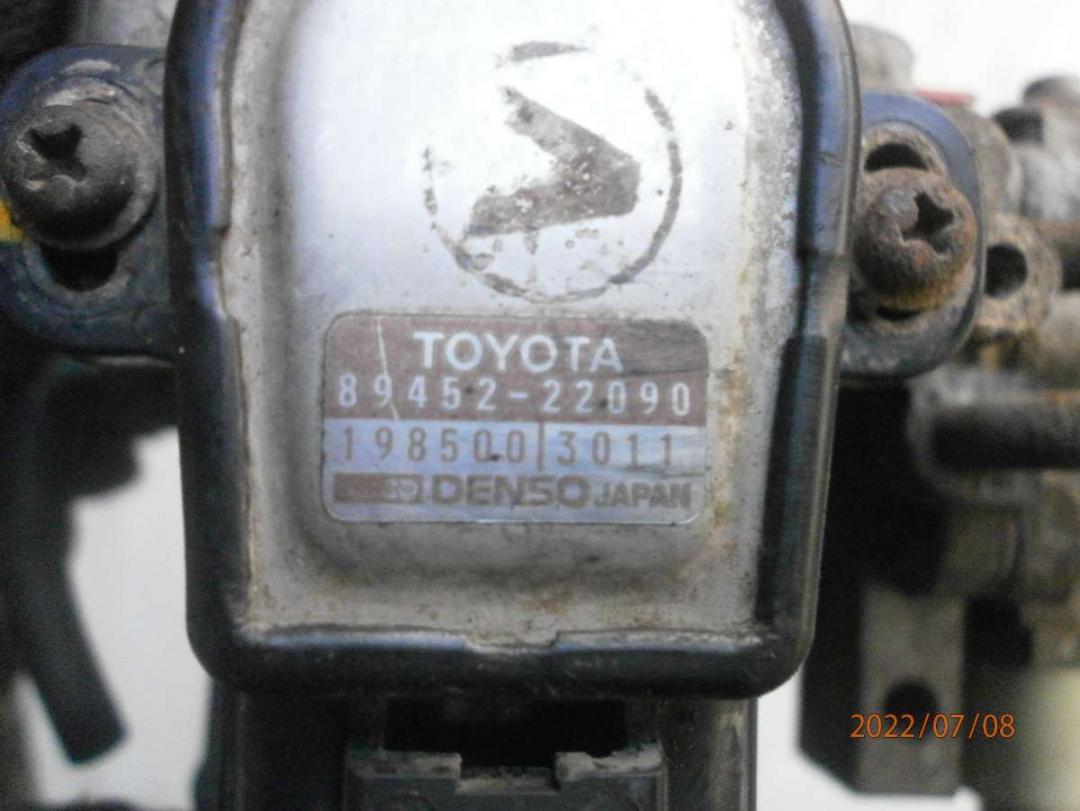 TOYOTA
89452-22090
198500|3011
DENSO JAPAN
2022/07/08